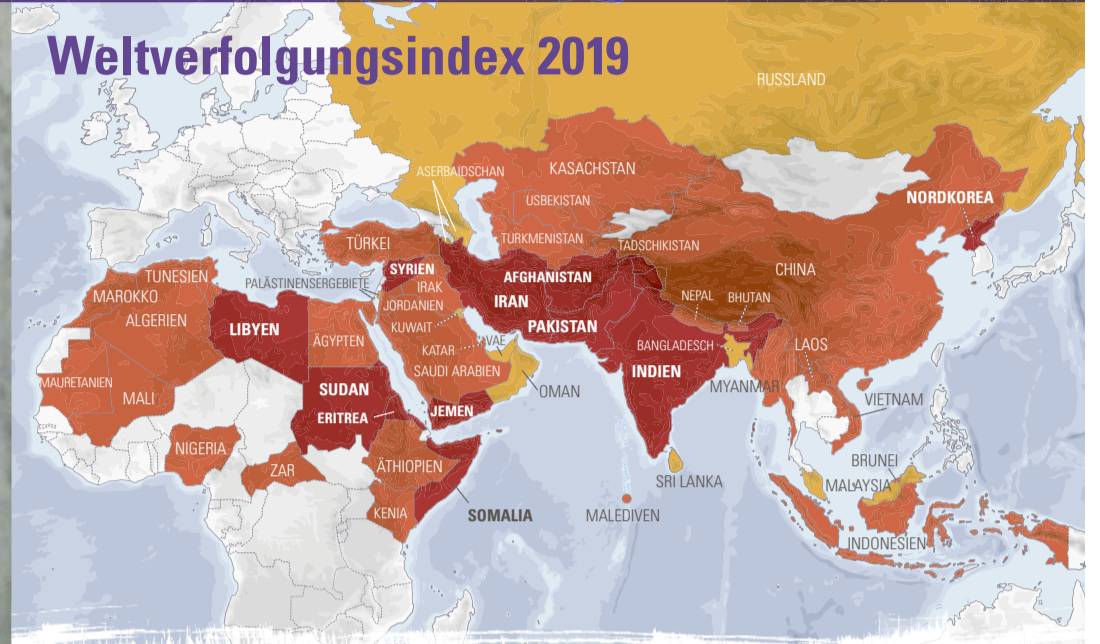 Weltverfolgungsindex 2019
RUSSLAND
ASERBAIDSCHAN
KASACHSTAN
USBEKISTAN
NORDKOREA
TÜRKEI
TURKMENISTAN
TADSCHIKISTAN
CHINA
TUNESIEN
PALÄSTINENSERGEBIETE
SYRIEN
IRAK
AFGHANISTAN
MAROKKO
JORDANIEN
IRAN
NEPAL
BHUTAN
ALGERIEN
LIBYEN
ÄGYPTEN
KUWAIT
PAKISTAN
KATAR
VAE
BANGLADESCH
LAOS
MAURETANIEN
MALI
SUDAN
SAUDI ARABIEN
INDIEN
MYANMAR
OMAN
VIETNAM
ERITREA
JEMEN
NIGERIA
ZAR
ÄTHIOPIEN
SRI LANKA
BRUNEI
MALAYSIA
KENIA
SOMALIA
MALEDIVEN
INDONESIEN